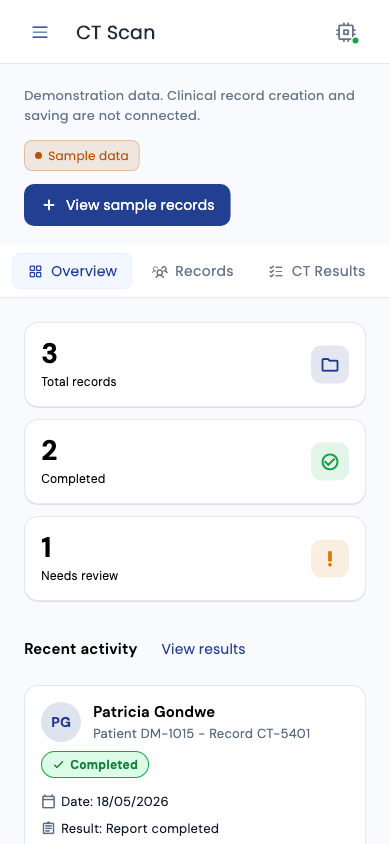 CT Scan
Demonstration data. Clinical record creation and
saving are not connected.
Sample data
View sample records
Overview
Records
CT Results
3
Total records
2
Completed
1
Needs review
Recent activity
View results
PG
Patricia Gondwe
Patient DM-1015 - Record CT-5401
Completed
Date: 18/05/2026
Result: Report completed